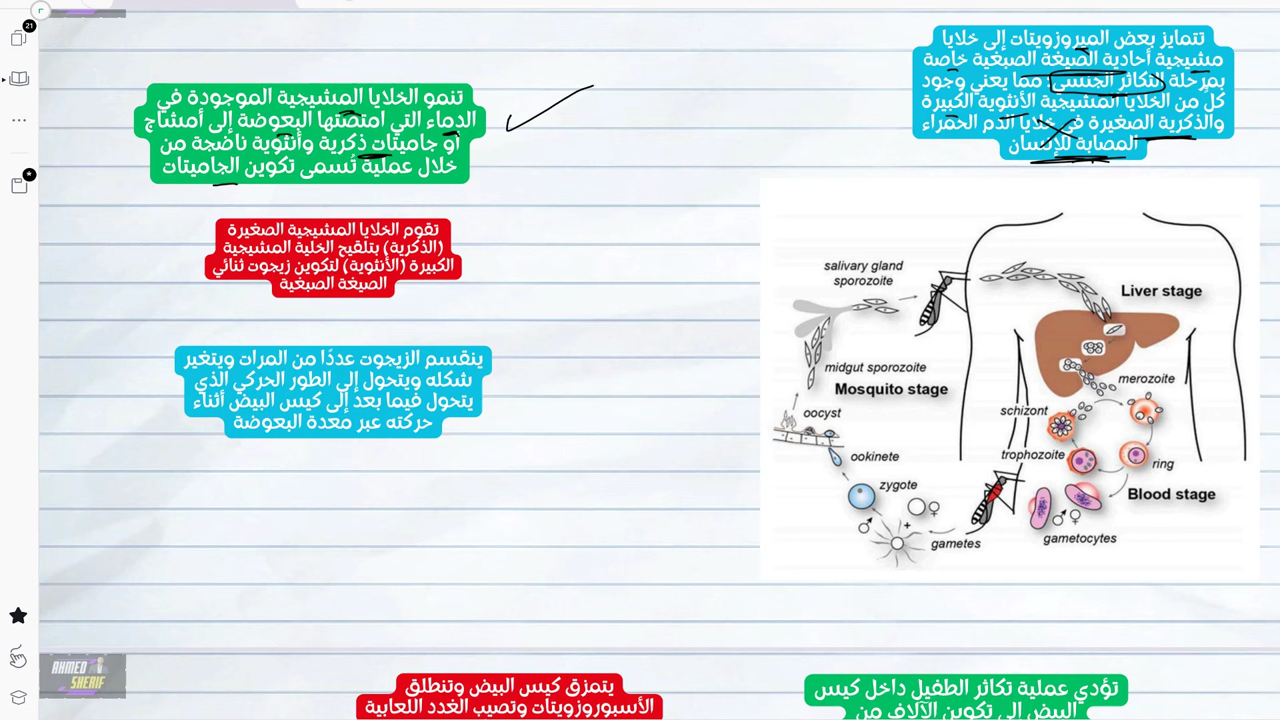 تتمايز بعض الميروزويتات إلى خلايا
مشيجية أحادية الصيغة الصبغية خاصة
بمرحلة التكاثر الجنسي، مما يعني وجود
كلٍ من الخلايا المشيجية الأنثوية الكبيرة
والذكرية الصغيرة في خلايا الدم الحمراء
المصابة للإنسان
تنمو الخلايا المشيجية الموجودة في
الدماء التي امتصتها البعوضة إلى أمشاج
أو جاميتات ذكرية وأنثوية ناضجة من
خلال عملية تُسمى تكوين الجاميتات
تقوم الخلايا المشيجية الصغيرة
(الذكرية) بتلقيح الخلية المشيجية
الكبيرة (الأنثوية) لتكوين زيجوت ثنائي
الصيغة الصبغية
ينقسم الزيجوت عددًا من المرات ويتغير
شكله ويتحول إلى الطور الحركي الذي
يتحول فيما بعد إلى كيس البيض أثناء
حركته عبر معدة البعوضة
salivary gland
sporozoite
Liver stage
midgut sporozoite
Mosquito stage
merozoite
schizont
oocyst
trophozoite
ookinete
ring
zygote
Blood stage
gametes
gametocytes
تؤدي عملية تكاثر الطفيل داخل كيس
البيض إلى تكوين الآلاف من
يتمزق كيس البيض وتنطلق
الأسبوروزويتات وتصيب الغدد اللعابية
AHMED
SHERIF
21